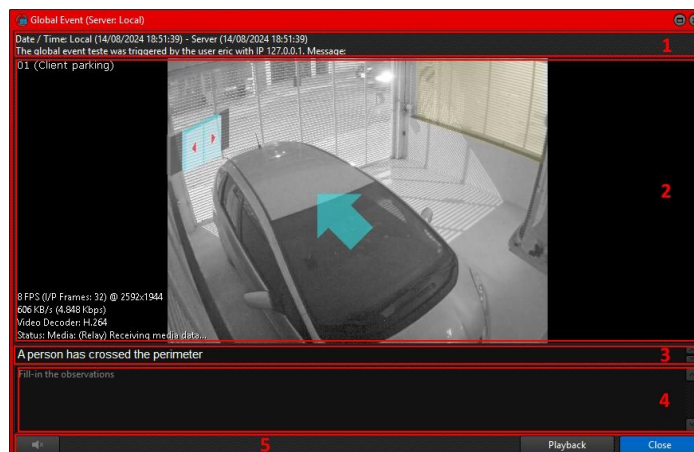 Global Event (Server: Local)
Date / Time: Local (14/08/2024 18:51:39) - Server (14/08/2024 18:51:39)
The global event teste was triggered by the user eric with IP 127.0.0.1. Message:
1
01 (Client parking)
2
8 FPS (I/P Frames: 32) @ 2592x1944
606 KB/s (4.848 Kbps)
Video Decoder: H.264
Status: Media: (Relay) Receiving media data...
A person has crossed the perimeter
3
Fill-in the observations
4
5
Playback
Close